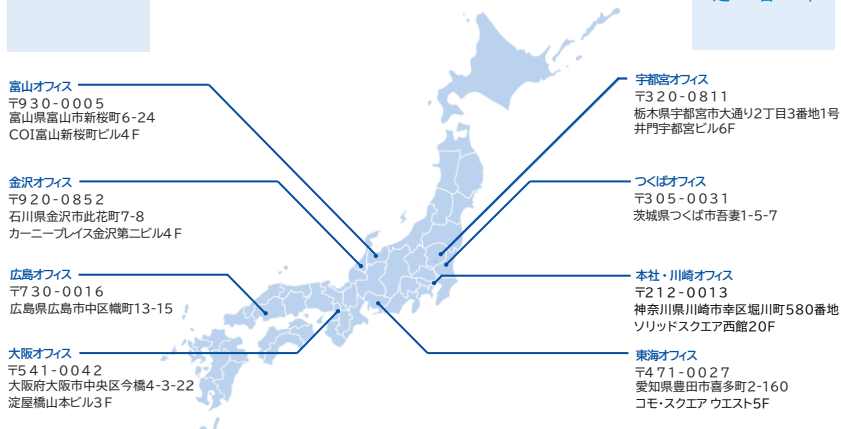 富山オフィス
〒930-0005
富山県富山市新桜町6-24
COI富山新桜町ビル4F
金沢オフィス
〒920-0852
石川県金沢市此花町7-8
カーニープレイス金沢第二ビル4F
広島オフィス
〒730-0016
広島県広島市中区幟町13-15
大阪オフィス
〒541-0042
大阪府大阪市中央区今橋4-3-22
淀屋橋山本ビル3F
宇都宮オフィス
〒320-0811
栃木県宇都宮市大通り2丁目3番地1号
井門宇都宮ビル6F
つくばオフィス
〒305-0031
茨城県つくば市吾妻1-5-7
本社・川崎オフィス
〒212-0013
神奈川県川崎市幸区堀川町580番地
ソリッドスクエア西館20F
東海オフィス
〒471-0027
愛知県豊田市喜多町2-160
コモ・スクエア ウエスト5F